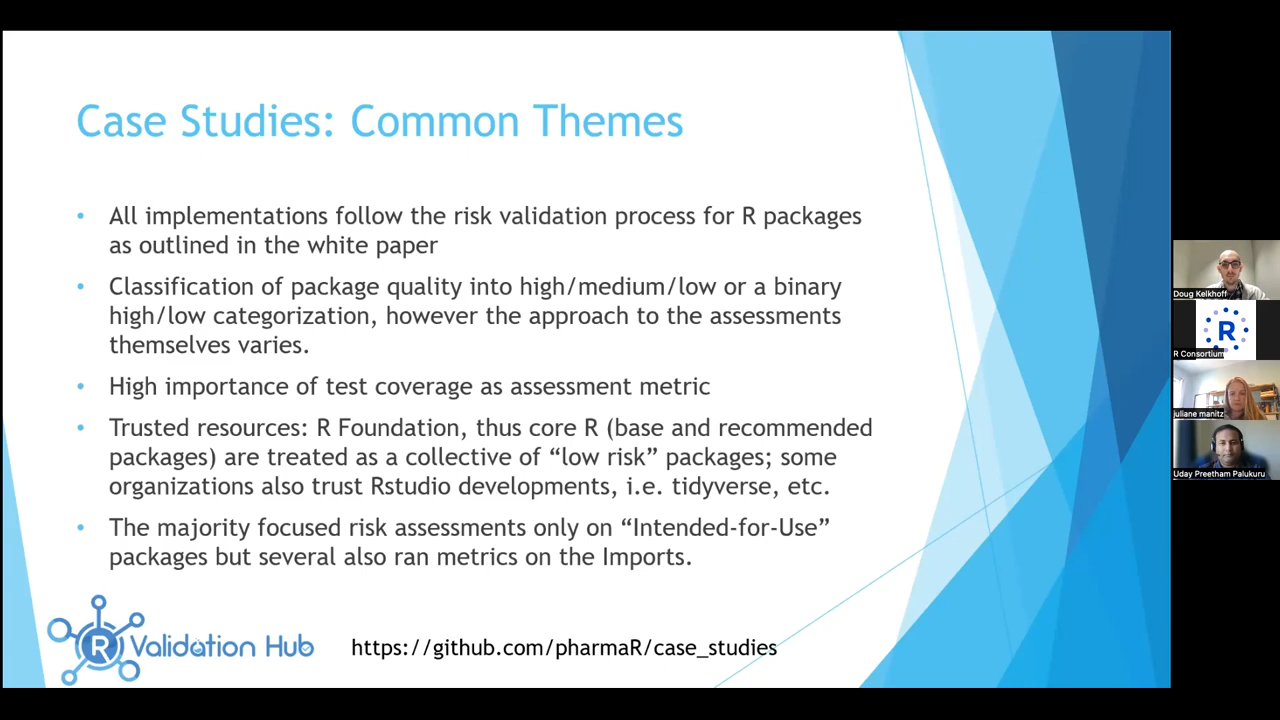 Case Studies: Common Themes
• All implementations follow the risk validation process for R packages
as outlined in the white paper
• Classification of package quality into high/medium/low or a binary
high/low categorization, however the approach to the assessments
themselves varies.
• High importance of test coverage as assessment metric
• Trusted resources: R Foundation, thus core R (base and recommended
packages) are treated as a collective of “low risk” packages; some
organizations also trust Rstudio developments, i.e. tidyverse, etc.
• The majority focused risk assessments only on “Intended-for-Use”
packages but several also ran metrics on the Imports.
R Validation Hub
https://github.com/pharmaR/case_studies
Doug Kelkhoff
R
R Consortium
juliane manitz
Uday Preetham Palukuru